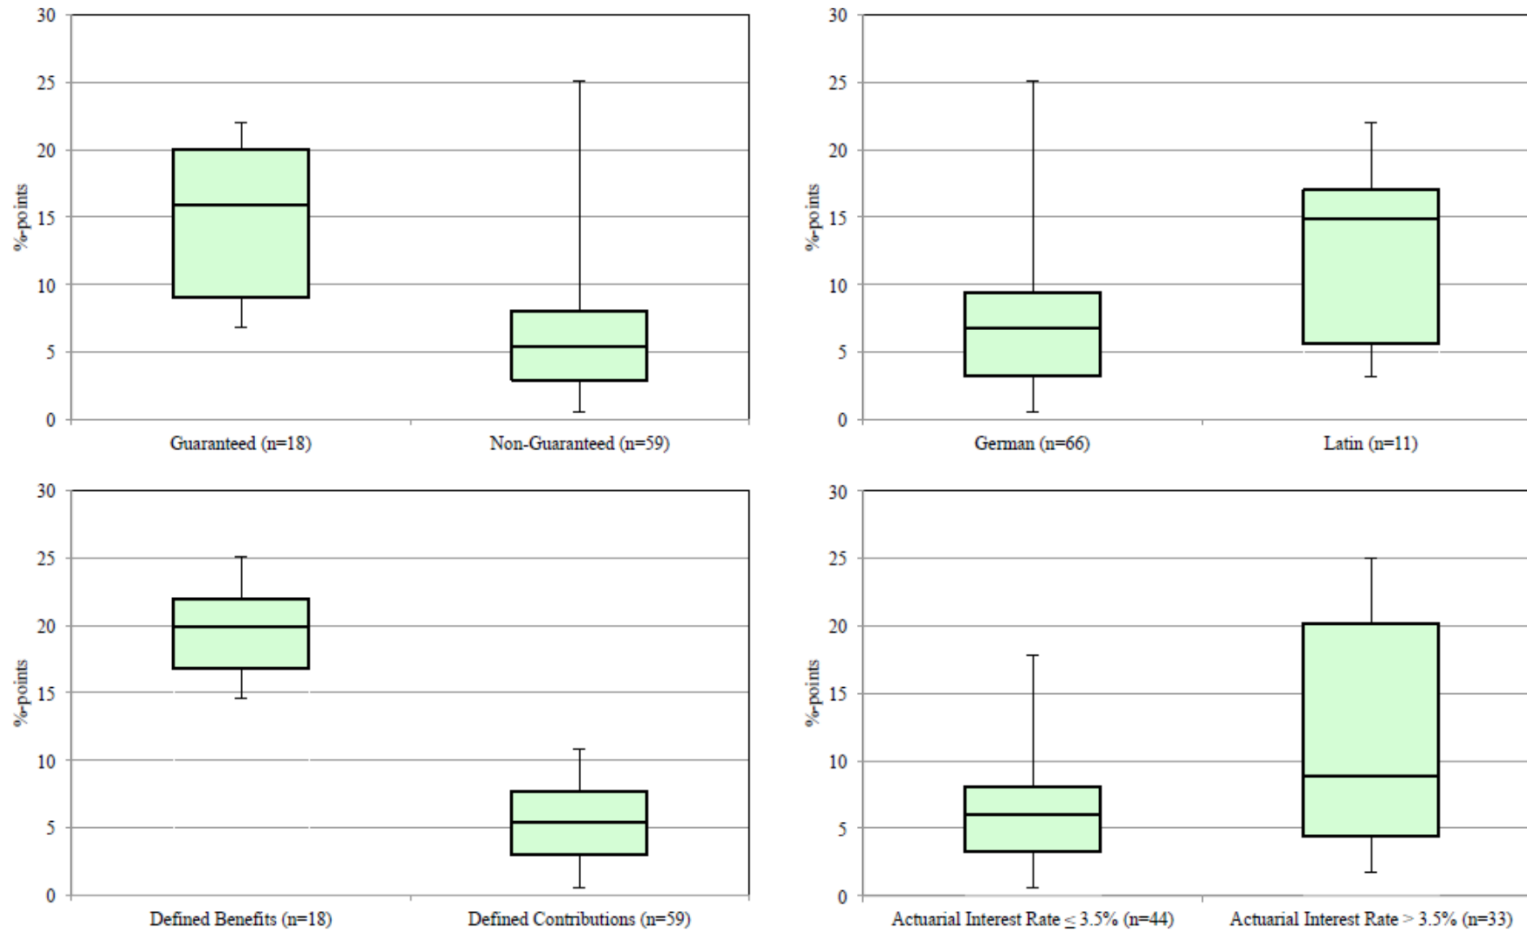 30
25
20
15
10
5
0
%-points
Guaranteed (n=18)
Non-Guaranteed (n=59)
30
25
20
15
10
5
0
%-points
German (n=66)
Latin (n=11)
30
25
20
15
10
5
0
%-points
Defined Benefits (n=18)
Defined Contributions (n=59)
30
25
20
15
10
5
0
%-points
Actuarial Interest Rate ≤ 3.5% (n=44)
Actuarial Interest Rate > 3.5% (n=33)